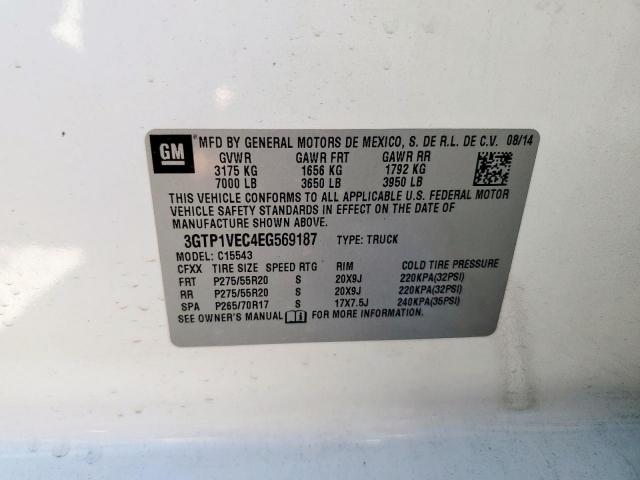 GM
®MFD BY GENERAL MOTORS DE MEXICO, S. DE R.L. DE C.V. 08/14
GVWR GAWR FRT GAWR RR
3175 KG 1656 KG 1792 KG
7000 LB 3650 LB 3950 LB
THIS VEHICLE CONFORMS TO ALL APPLICABLE U.S. FEDERAL MOTOR
VEHICLE SAFETY STANDARDS IN EFFECT ON THE DATE OF
MANUFACTURE SHOWN ABOVE.
3GTP1VEC4EG569187 TYPE: TRUCK
MODEL: C15543
CFXX TIRE SIZE SPEED RTG RIM COLD TIRE PRESSURE
FRT P275/55R20 S 20X9J 220KPA(32PSI)
RR P275/55R20 S 20X9J 220KPA(32PSI)
SPA P265/70R17 S 17X7.5J 240KPA(35PSI)
SEE OWNER'S MANUAL FOR MORE INFORMATION.